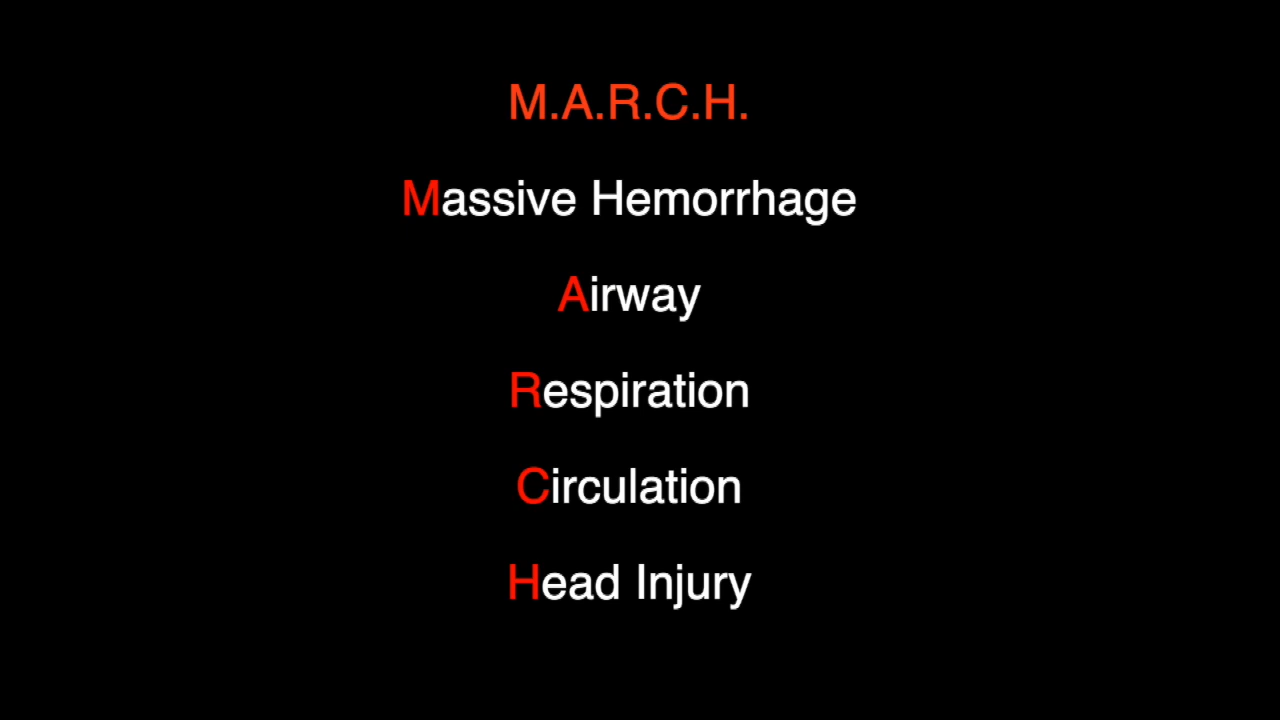 M.A.R.C.H.
Massive Hemorrhage
Airway
Respiration
Circulation
Head Injury